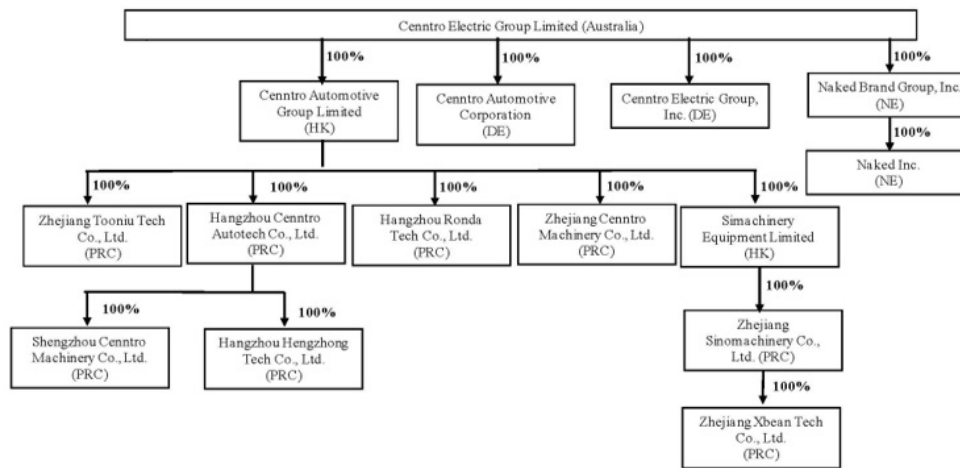 Cenntro Electric Group Limited (Australia)
100%
100%
100%
100%
Cenntro Automotive
Group Limited
(HK)
Cenntro Automotive
Corporation
(DE)
Cenntro Electric Group,
Inc. (DE)
Naked Brand Group, Inc.
(NE)
100%
Naked Inc.
(NE)
100%
100%
100%
100%
100%
Zhejiang Tooniu Tech
Co., Ltd.
(PRC)
Hangzhou Cenntro
Autotech Co., Ltd.
(PRC)
Hangzhou Ronda
Tech Co., Ltd.
(PRC)
Zhejiang Cenntro
Machinery Co., Ltd.
(PRC)
Simachinery
Equipment Limited
(HK)
100%
100%
100%
Shengzhou Cenntro
Machinery Co., Ltd.
(PRC)
Hangzhou Hengzhong
Tech Co., Ltd.
(PRC)
Zhejiang
Sinomachinery Co.,
Ltd. (PRC)
100%
Zhejiang Xbean Tech
Co., Ltd.
(PRC)